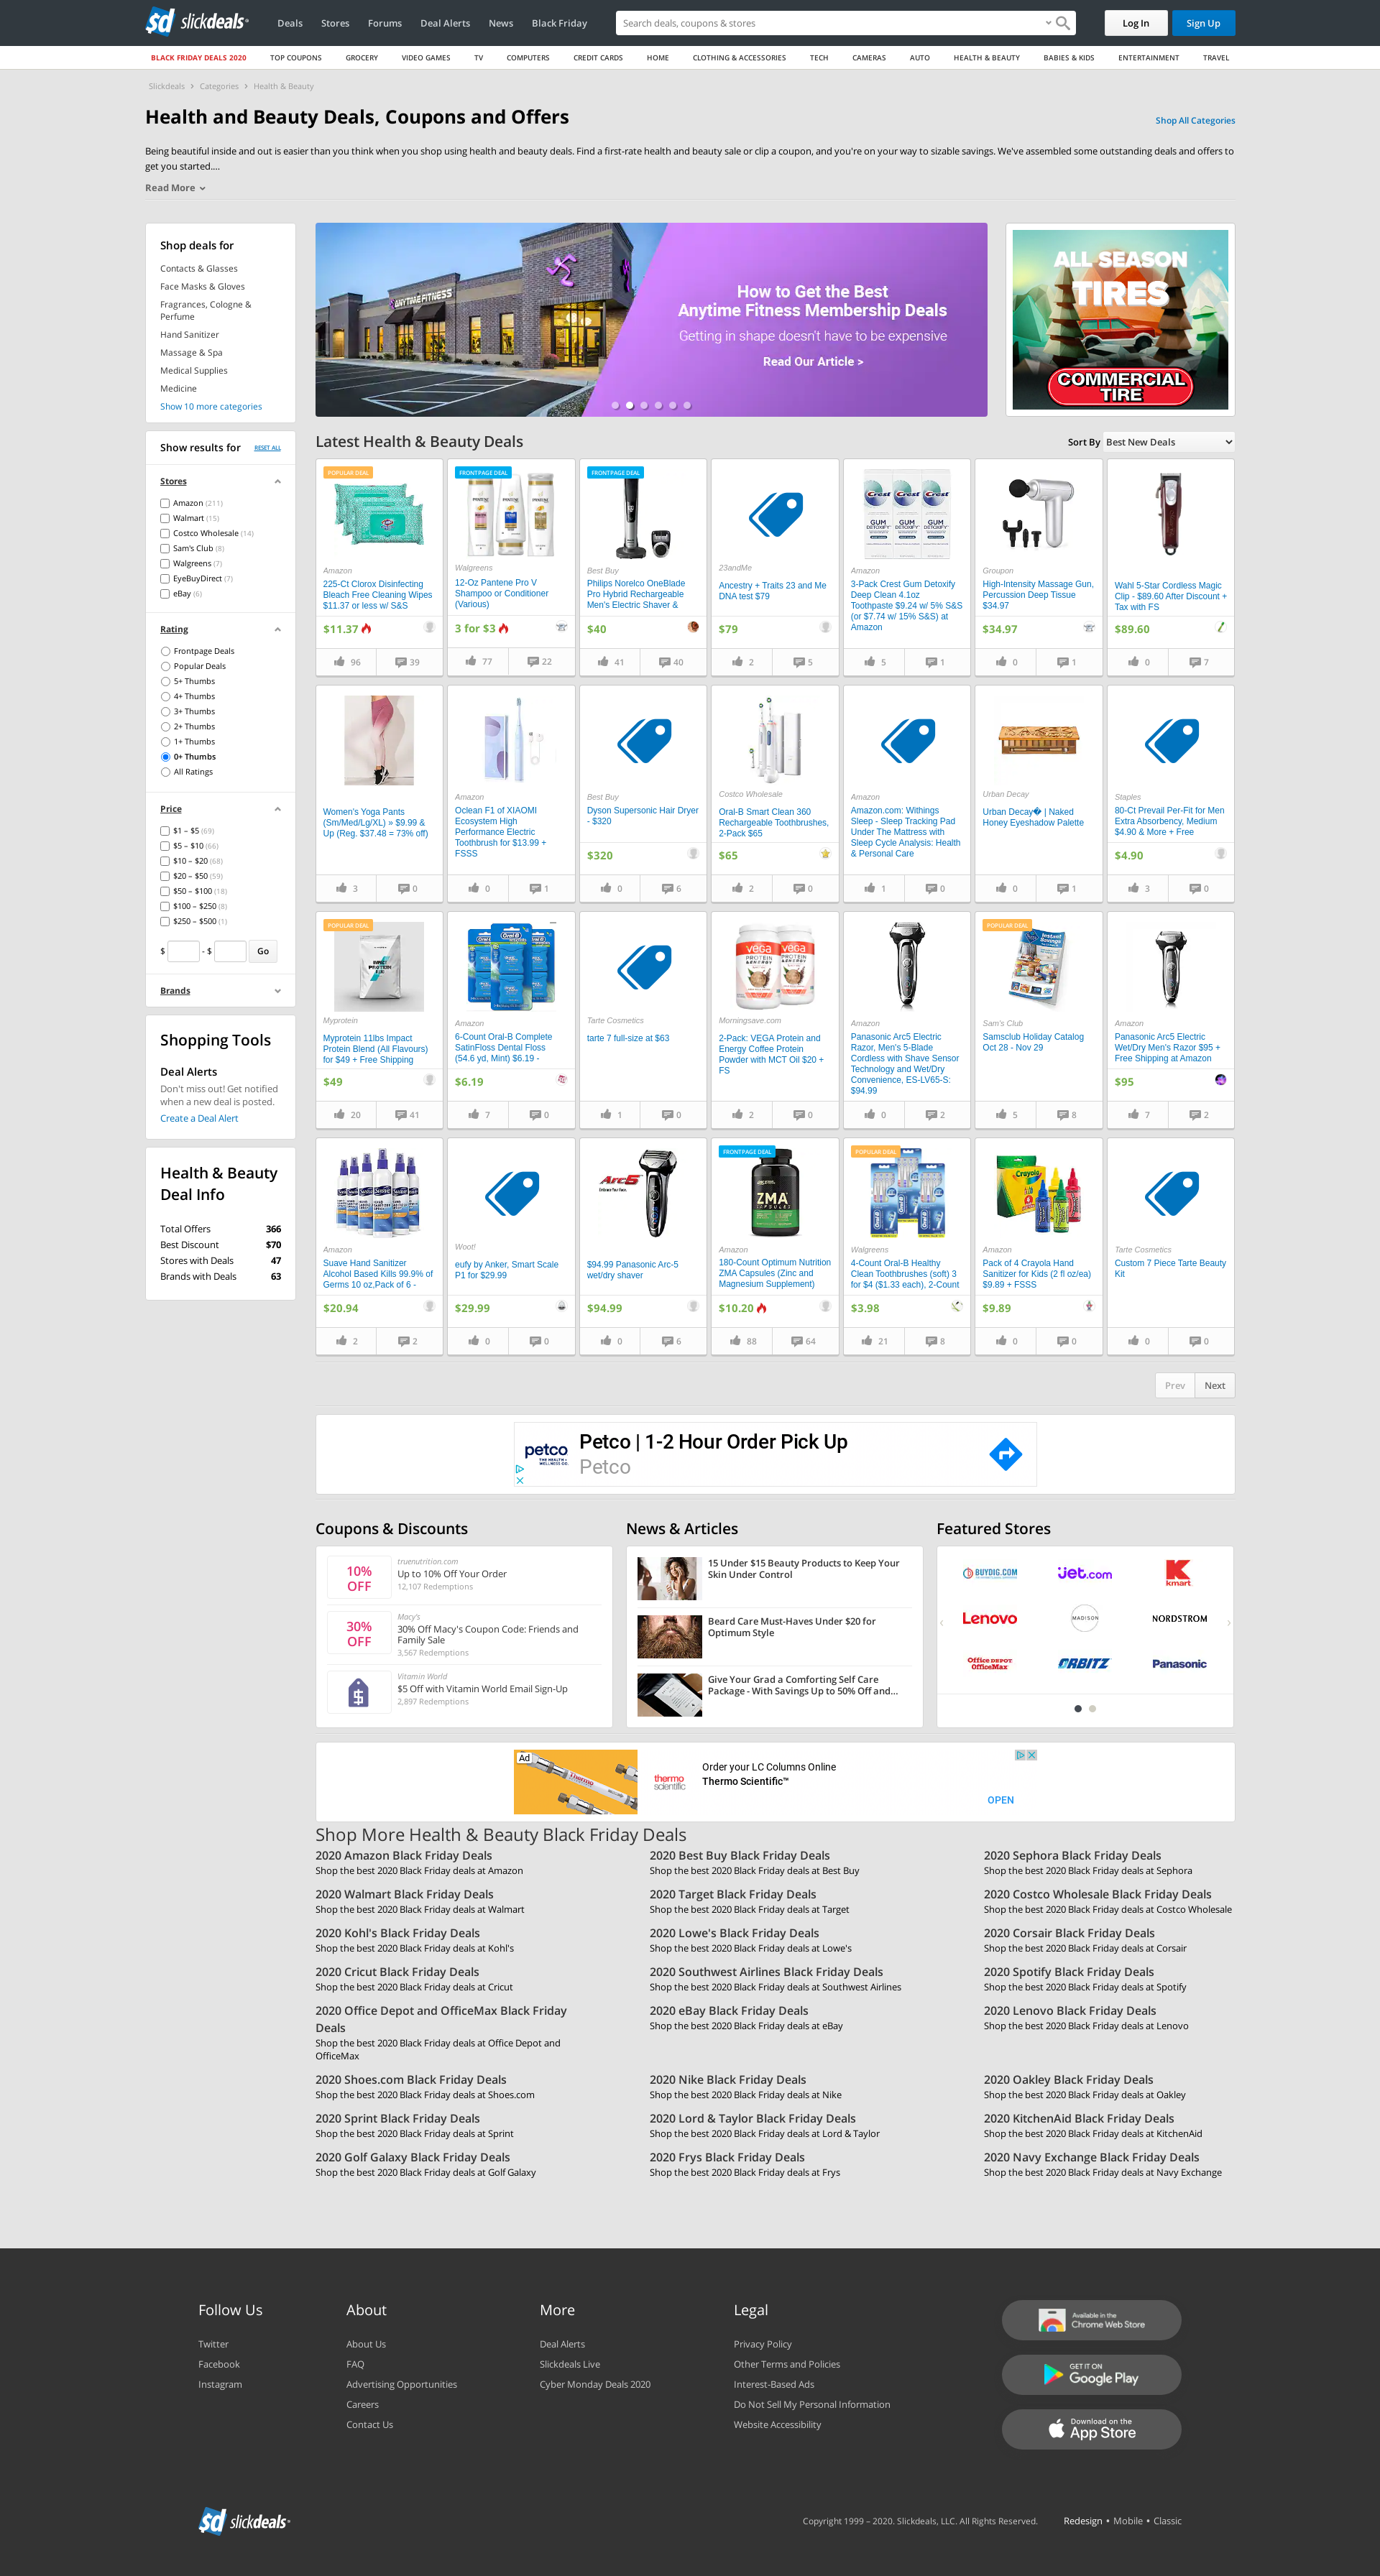 sd slickdeals
Deals Stores Forums Deal Alerts News Black Friday
Search deals, coupons & stores
Log In
Sign Up
BLACK FRIDAY DEALS 2020 TOP COUPONS GROCERY VIDEO GAMES TV COMPUTERS CREDIT CARDS HOME CLOTHING & ACCESSORIES TECH CAMERAS AUTO HEALTH & BEAUTY BABIES & KIDS ENTERTAINMENT TRAVEL
Slickdeals > Categories > Health & Beauty
Health and Beauty Deals, Coupons and Offers
Shop All Categories
Being beautiful inside and out is easier than you think when you shop using health and beauty deals. Find a first-rate health and beauty sale or clip a coupon, and you're on your way to sizable savings. We've assembled some outstanding deals and offers to
get you started....
Read More
Shop deals for
Contacts & Glasses
Face Masks & Gloves
Fragrances, Cologne &
Perfume
Hand Sanitizer
Massage & Spa
Medical Supplies
Medicine
Show 10 more categories
Show results for
RESET ALL
Stores
Amazon (211)
Walmart (15)
Costco Wholesale (14)
Sam's Club (8)
Walgreens (7)
EyeBuyDirect (7)
eBay (6)
Rating
Frontpage Deals
Popular Deals
5+ Thumbs
4+ Thumbs
3+ Thumbs
2+ Thumbs
1+ Thumbs
0+ Thumbs
All Ratings
Price
$1 – $5 (69)
$5 – $10 (66)
$10 – $20 (68)
$20 – $50 (59)
$50 – $100 (18)
$100 – $250 (8)
$250 – $500 (1)
$ - $ Go
Brands
Shopping Tools
Deal Alerts
Don't miss out! Get notified
when a new deal is posted.
Create a Deal Alert
Health & Beauty
Deal Info
Total Offers 366
Best Discount $70
Stores with Deals 47
Brands with Deals 63
ANYTIME FITNESS
How to Get the Best
Anytime Fitness Membership Deals
Getting in shape doesn't have to be expensive
Read Our Article >
ALL SEASON
TIRES
COMMERCIAL
TIRE
Latest Health & Beauty Deals
Sort By Best New Deals
POPULAR DEAL
Amazon
225-Ct Clorox Disinfecting
Bleach Free Cleaning Wipes
$11.37 or less w/ S&S
$11.37
96 39
FRONTPAGE DEAL
Walgreens
12-Oz Pantene Pro V
Shampoo or Conditioner
(Various)
3 for $3
77 22
FRONTPAGE DEAL
Best Buy
Philips Norelco OneBlade
Pro Hybrid Rechargeable
Men's Electric Shaver &
$40
41 40
23andMe
Ancestry + Traits 23 and Me
DNA test $79
$79
2 5
Crest Crest Crest
GUM DETOXIFY GUM DETOXIFY GUM DETOXIFY
Amazon
3-Pack Crest Gum Detoxify
Deep Clean 4.1oz
Toothpaste $9.24 w/ 5% S&S
(or $7.74 w/ 15% S&S) at
Amazon
5 1
Groupon
High-Intensity Massage Gun,
Percussion Deep Tissue
$34.97
$34.97
0 1
Wahl 5-Star Cordless Magic
Clip - $89.60 After Discount +
Tax with FS
$89.60
0 7
Women's Yoga Pants
(Sm/Med/Lg/XL) » $9.99 &
Up (Reg. $37.48 = 73% off)
3 0
Amazon
Oclean F1 of XIAOMI
Ecosystem High
Performance Electric
Toothbrush for $13.99 +
FSSS
0 1
Best Buy
Dyson Supersonic Hair Dryer
- $320
$320
0 6
Costco Wholesale
Oral-B Smart Clean 360
Rechargeable Toothbrushes,
2-Pack $65
$65
2 0
Amazon
Amazon.com: Withings
Sleep - Sleep Tracking Pad
Under The Mattress with
Sleep Cycle Analysis: Health
& Personal Care
1 0
Urban Decay
Urban Decay� | Naked
Honey Eyeshadow Palette
0 1
Staples
80-Ct Prevail Per-Fit for Men
Extra Absorbency, Medium
$4.90 & More + Free
$4.90
3 0
POPULAR DEAL
Myprotein
Myprotein 11lbs Impact
Protein Blend (All Flavours)
for $49 + Free Shipping
$49
20 41
Amazon
6-Count Oral-B Complete
SatinFloss Dental Floss
(54.6 yd, Mint) $6.19 -
$6.19
7 0
Tarte Cosmetics
tarte 7 full-size at $63
1 0
vega vega
Morningsave.com
2-Pack: VEGA Protein and
Energy Coffee Protein
Powder with MCT Oil $20 +
FS
2 0
Amazon
Panasonic Arc5 Electric
Razor, Men's 5-Blade
Cordless with Shave Sensor
Technology and Wet/Dry
Convenience, ES-LV65-S:
$94.99
0 2
POPULAR DEAL
Instant Savings
Sam's Club
Samsclub Holiday Catalog
Oct 28 - Nov 29
5 8
Amazon
Panasonic Arc5 Electric
Wet/Dry Men's Razor $95 +
Free Shipping at Amazon
$95
7 2
Amazon
Suave Hand Sanitizer
Alcohol Based Kills 99.9% of
Germs 10 oz,Pack of 6 -
$20.94
2 2
Woot!
eufy by Anker, Smart Scale
P1 for $29.99
$29.99
0 0
Arc5
$94.99 Panasonic Arc-5
wet/dry shaver
$94.99
0 6
FRONTPAGE DEAL
ZMA
Amazon
180-Count Optimum Nutrition
ZMA Capsules (Zinc and
Magnesium Supplement)
$10.20
88 64
POPULAR DEAL
Walgreens
4-Count Oral-B Healthy
Clean Toothbrushes (soft) 3
for $4 ($1.33 each), 2-Count
$3.98
21 8
Crayola
Amazon
Pack of 4 Crayola Hand
Sanitizer for Kids (2 fl oz/ea)
$9.89 + FSSS
$9.89
0 0
Tarte Cosmetics
Custom 7 Piece Tarte Beauty
Kit
0 0
Prev Next
petco
THE HEALTH +
WELLNESS CO.
Petco | 1-2 Hour Order Pick Up
Petco
Coupons & Discounts
10%
OFF
truenutrition.com
Up to 10% Off Your Order
12,107 Redemptions
30%
OFF
Macy's
30% Off Macy's Coupon Code: Friends and
Family Sale
3,567 Redemptions
Vitamin World
$5 Off with Vitamin World Email Sign-Up
2,897 Redemptions
News & Articles
15 Under $15 Beauty Products to Keep Your
Skin Under Control
Beard Care Must-Haves Under $20 for
Optimum Style
Give Your Grad a Comforting Self Care
Package - With Savings Up to 50% Off and...
Featured Stores
BUYDIG.COM jet.com kmart
Lenovo MADISON NORDSTROM
Office DEPOT
OfficeMax
ORBITZ Panasonic
Ad
thermo
scientific
Order your LC Columns Online
Thermo Scientific™
OPEN
Shop More Health & Beauty Black Friday Deals
2020 Amazon Black Friday Deals
Shop the best 2020 Black Friday deals at Amazon
2020 Best Buy Black Friday Deals
Shop the best 2020 Black Friday deals at Best Buy
2020 Sephora Black Friday Deals
Shop the best 2020 Black Friday deals at Sephora
2020 Walmart Black Friday Deals
Shop the best 2020 Black Friday deals at Walmart
2020 Target Black Friday Deals
Shop the best 2020 Black Friday deals at Target
2020 Costco Wholesale Black Friday Deals
Shop the best 2020 Black Friday deals at Costco Wholesale
2020 Kohl's Black Friday Deals
Shop the best 2020 Black Friday deals at Kohl's
2020 Lowe's Black Friday Deals
Shop the best 2020 Black Friday deals at Lowe's
2020 Corsair Black Friday Deals
Shop the best 2020 Black Friday deals at Corsair
2020 Cricut Black Friday Deals
Shop the best 2020 Black Friday deals at Cricut
2020 Southwest Airlines Black Friday Deals
Shop the best 2020 Black Friday deals at Southwest Airlines
2020 Spotify Black Friday Deals
Shop the best 2020 Black Friday deals at Spotify
2020 Office Depot and OfficeMax Black Friday
Deals
Shop the best 2020 Black Friday deals at Office Depot and
OfficeMax
2020 eBay Black Friday Deals
Shop the best 2020 Black Friday deals at eBay
2020 Lenovo Black Friday Deals
Shop the best 2020 Black Friday deals at Lenovo
2020 Shoes.com Black Friday Deals
Shop the best 2020 Black Friday deals at Shoes.com
2020 Nike Black Friday Deals
Shop the best 2020 Black Friday deals at Nike
2020 Oakley Black Friday Deals
Shop the best 2020 Black Friday deals at Oakley
2020 Sprint Black Friday Deals
Shop the best 2020 Black Friday deals at Sprint
2020 Lord & Taylor Black Friday Deals
Shop the best 2020 Black Friday deals at Lord & Taylor
2020 KitchenAid Black Friday Deals
Shop the best 2020 Black Friday deals at KitchenAid
2020 Golf Galaxy Black Friday Deals
Shop the best 2020 Black Friday deals at Golf Galaxy
2020 Frys Black Friday Deals
Shop the best 2020 Black Friday deals at Frys
2020 Navy Exchange Black Friday Deals
Shop the best 2020 Black Friday deals at Navy Exchange
Follow Us
Twitter
Facebook
Instagram
About
About Us
FAQ
Advertising Opportunities
Careers
Contact Us
More
Deal Alerts
Slickdeals Live
Cyber Monday Deals 2020
Legal
Privacy Policy
Other Terms and Policies
Interest-Based Ads
Do Not Sell My Personal Information
Website Accessibility
Available in the
Chrome Web Store
GET IT ON
Google Play
Download on the
App Store
sd slickdeals
Copyright 1999 – 2020. Slickdeals, LLC. All Rights Reserved.
Redesign • Mobile • Classic